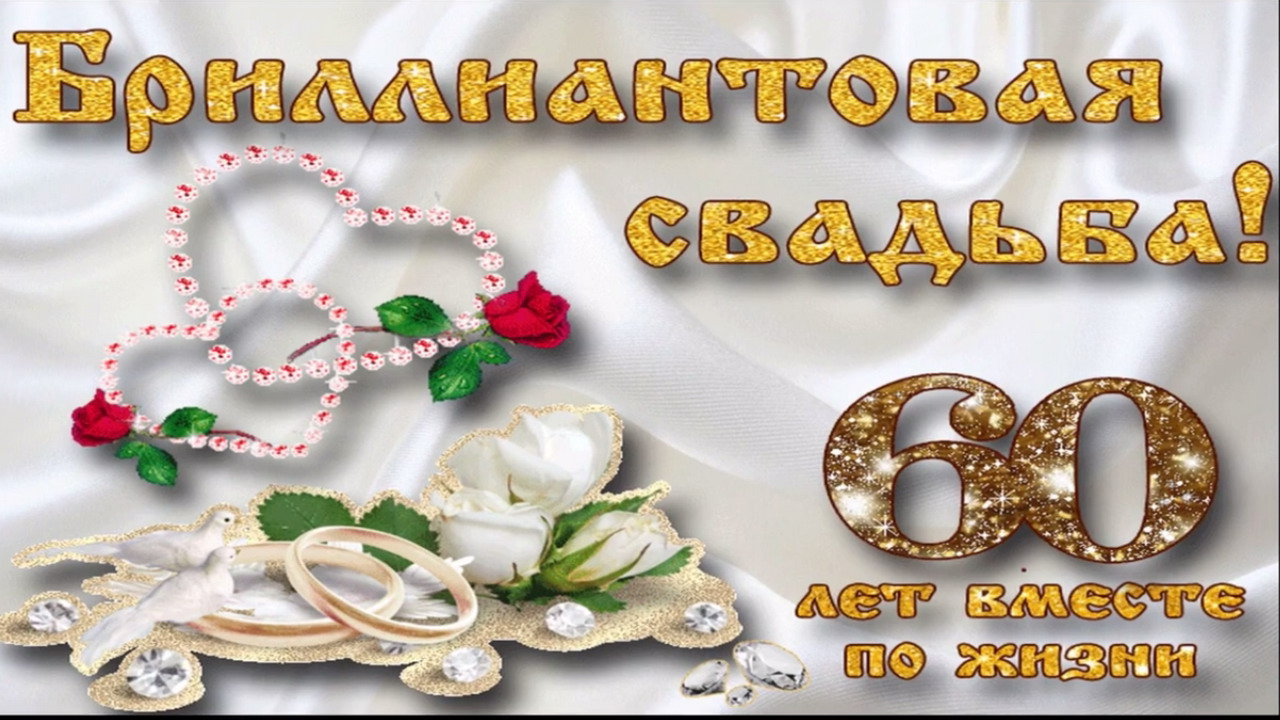 Бриллиантовая
свадьба!
60
лет вместе
по жизни